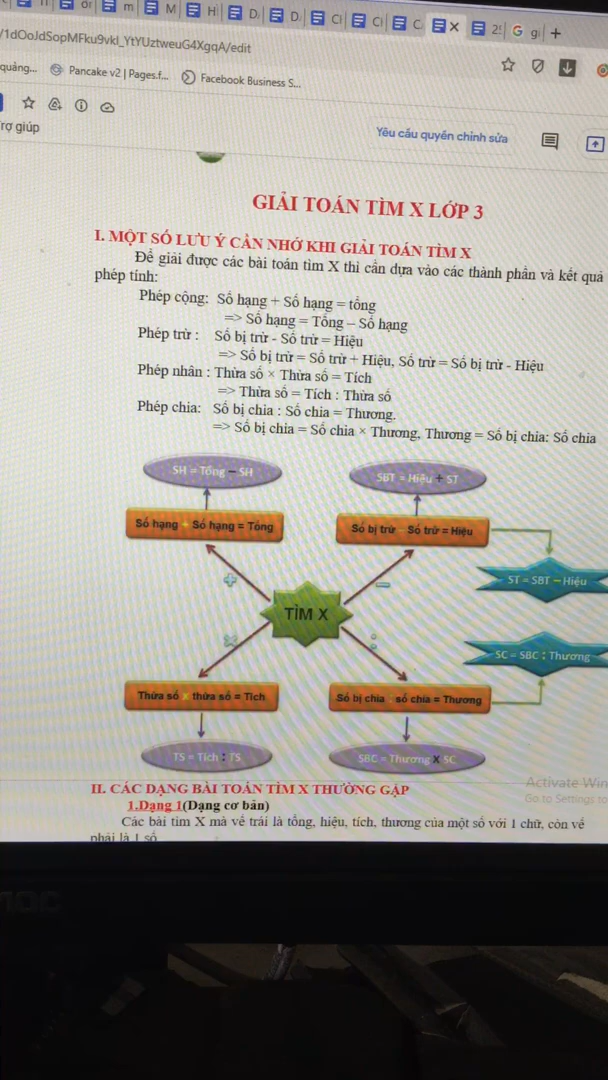 /1dOoJdSopMFku9vkl_YtYUztweuG4XgqA/edit
quảng...
Pancake v2 | Pages.f...
Facebook Business S...
rợ giúp
Yêu cầu quyền chỉnh sửa
GIẢI TOÁN TÌM X LỚP 3
I. MỘT SỐ LƯU Ý CẦN NHỚ KHI GIẢI TOÁN TÌM X
Để giải được các bài toán tìm X thì cần dựa vào các thành phần và kết quả
phép tính:
Phép cộng: Số hạng + Số hạng = tổng
=> Số hạng = Tổng – Số hạng
Phép trừ : Số bị trừ - Số trừ = Hiệu
=> Số bị trừ = Số trừ + Hiệu, Số trừ = Số bị trừ - Hiệu
Phép nhân : Thừa số × Thừa số = Tích
=> Thừa số = Tích : Thừa số
Phép chia: Số bị chia : Số chia = Thương.
=> Số bị chia = Số chia × Thương, Thương = Số bị chia: Số chia
SH = Tổng – SH
SBT = Hiệu + ST
Số hạng + Số hạng = Tổng
Số bị trừ - Số trừ = Hiệu
ST = SBT – Hiệu
TÌM X
SC = SBC : Thương
Thừa số x thừa số = Tích
Số bị chia : số chia = Thương
TS = Tích : TS
SBC = Thương X SC
II. CÁC DẠNG BÀI TOÁN TÌM X THƯỜNG GẶP
Activate Win
Go to Settings to
1.Dạng 1(Dạng cơ bản)
Các bài tìm X mà vế trái là tổng, hiệu, tích, thương của một số với 1 chữ, còn vế
phải là 1 số
AOC